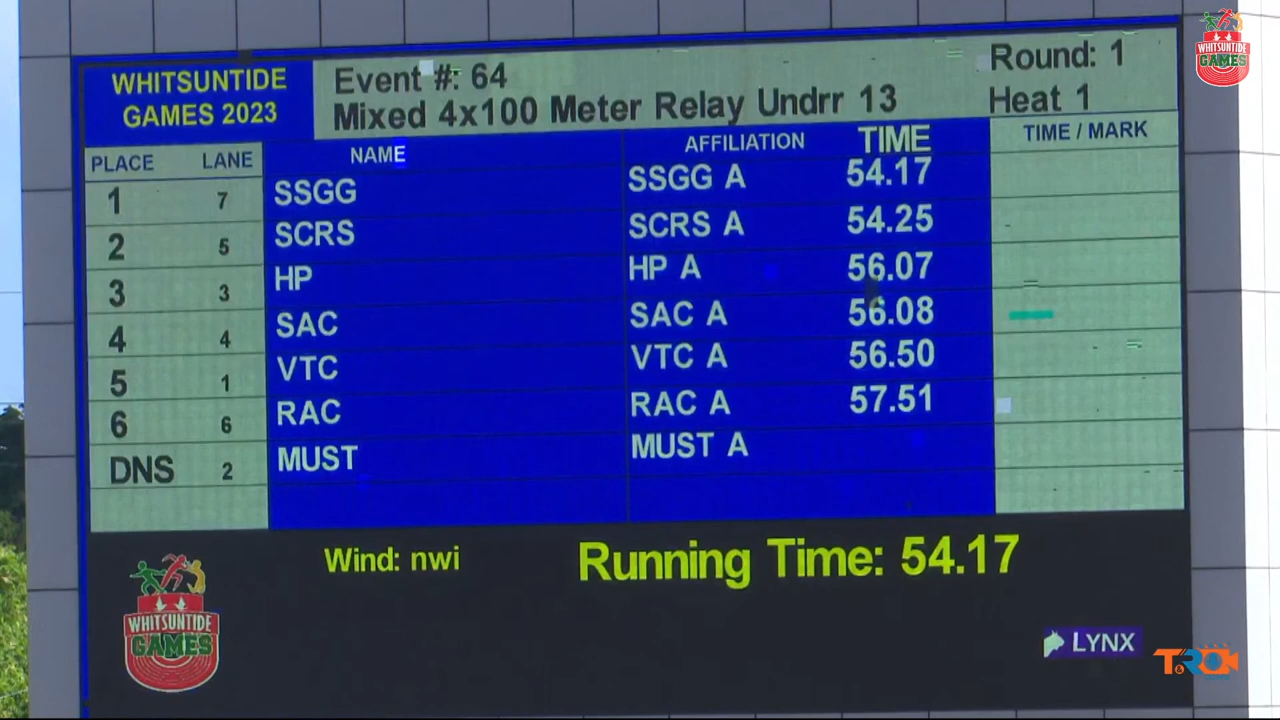 WHITSUNTIDE GAMES
WHITSUNTIDE
GAMES 2023
Event #: 64
Mixed 4x100 Meter Relay Undrr 13
Round: 1
Heat 1
PLACE LANE NAME AFFILIATION TIME TIME / MARK
1 7 SSGG SSGG A 54.17
2 5 SCRS SCRS A 54.25
3 3 HP HP A 56.07
4 4 SAC SAC A 56.08
5 1 VTC VTC A 56.50
6 6 RAC RAC A 57.51
DNS 2 MUST MUST A
Wind: nwi
Running Time: 54.17
WHITSUNTIDE
GAMES
LYNX
T&RO